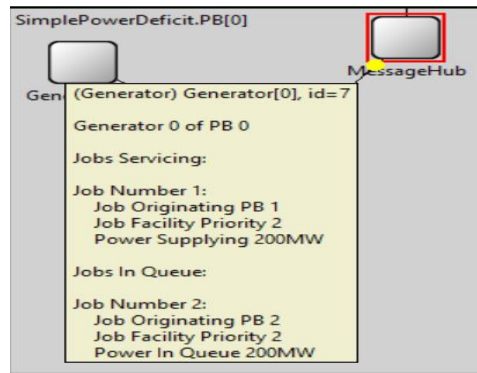 SimplePowerDeficit.PB[0]
MessageHub
Gen
(Generator) Generator[0], id=7
Generator 0 of PB 0
Jobs Servicing:
Job Number 1:
Job Originating PB 1
Job Facility Priority 2
Power Supplying 200MW
Jobs In Queue:
Job Number 2:
Job Originating PB 2
Job Facility Priority 2
Power In Queue 200MW